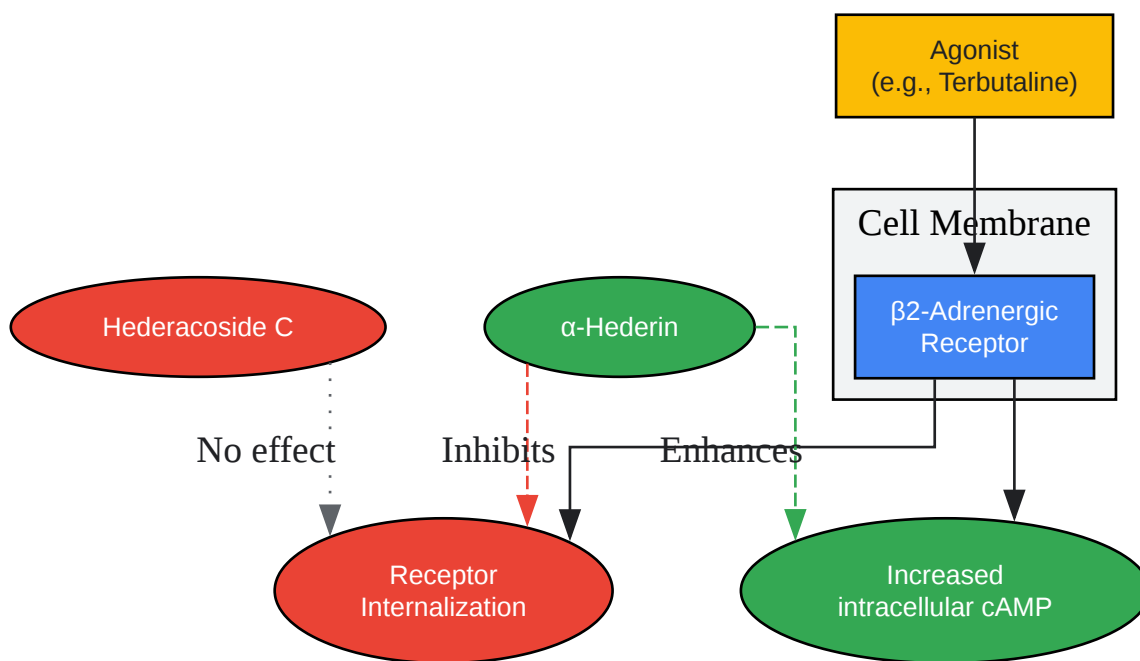 Agonist
(e.g., Terbutaline)
Cell Membrane
Hederacoside C
α-Hederin
β2-Adrenergic
Receptor
No effect
Inhibits
Enhances
Receptor
Internalization
Increased
intracellular cAMP